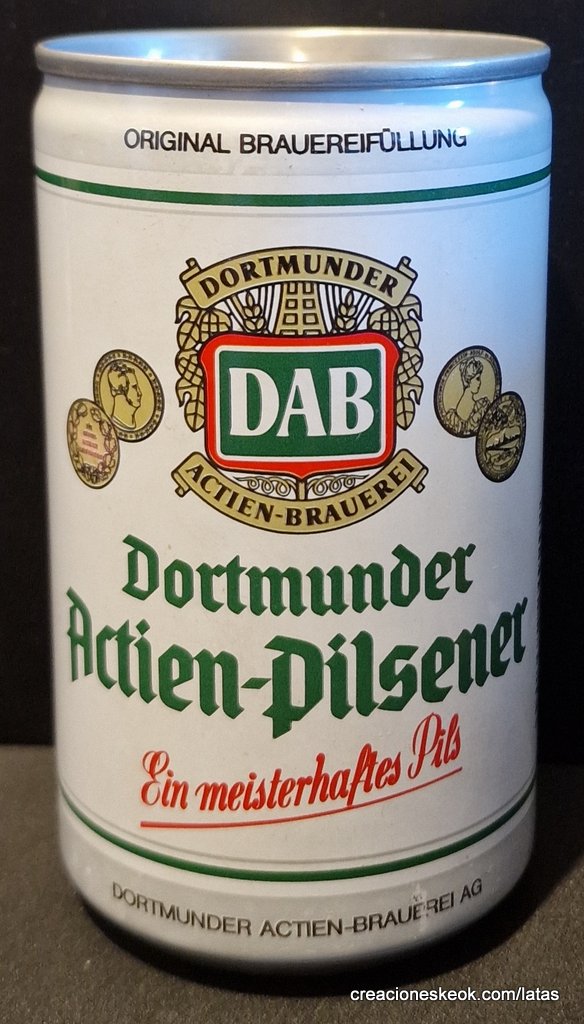 ORIGINAL BRAUEREIFÜLLUNG
DORTMUNDER
DAB
ACTIEN-BRAUEREI
Dortmunder
Actien-Pilsener
Ein meisterhaftes Pils
DORTMUNDER ACTIEN-BRAUEREI AG
creacioneskeok.com/latas